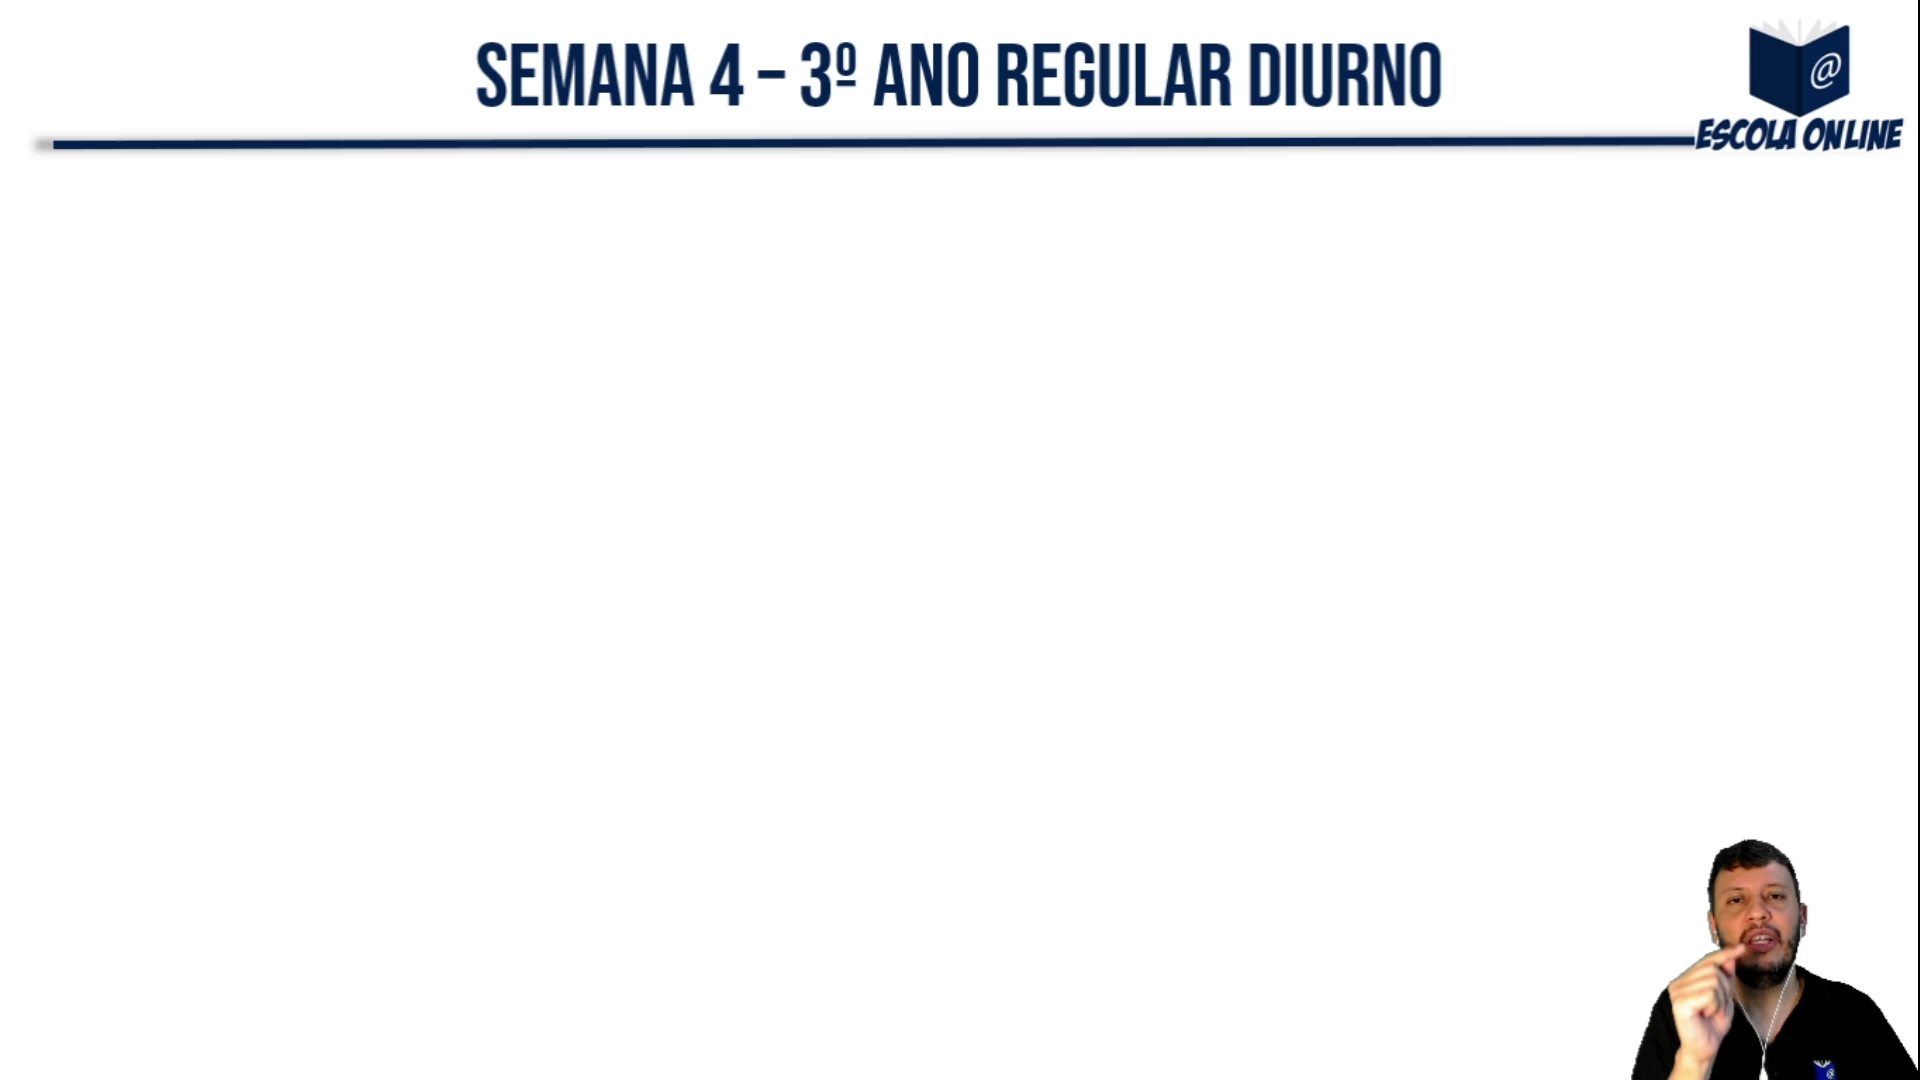 SEMANA 4 – 3º ANO REGULAR DIURNO
@
ESCOLA ONLINE
@